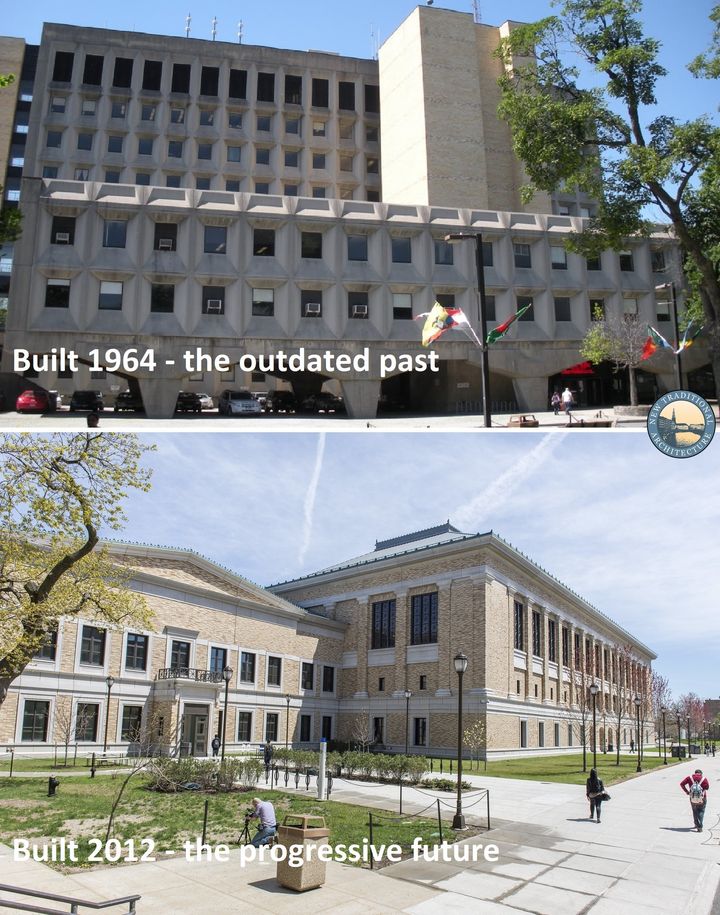 Built 1964 - the outdated past
NEW TRADITIONAL
ARCHITECTURE
Built 2012 - the progressive future